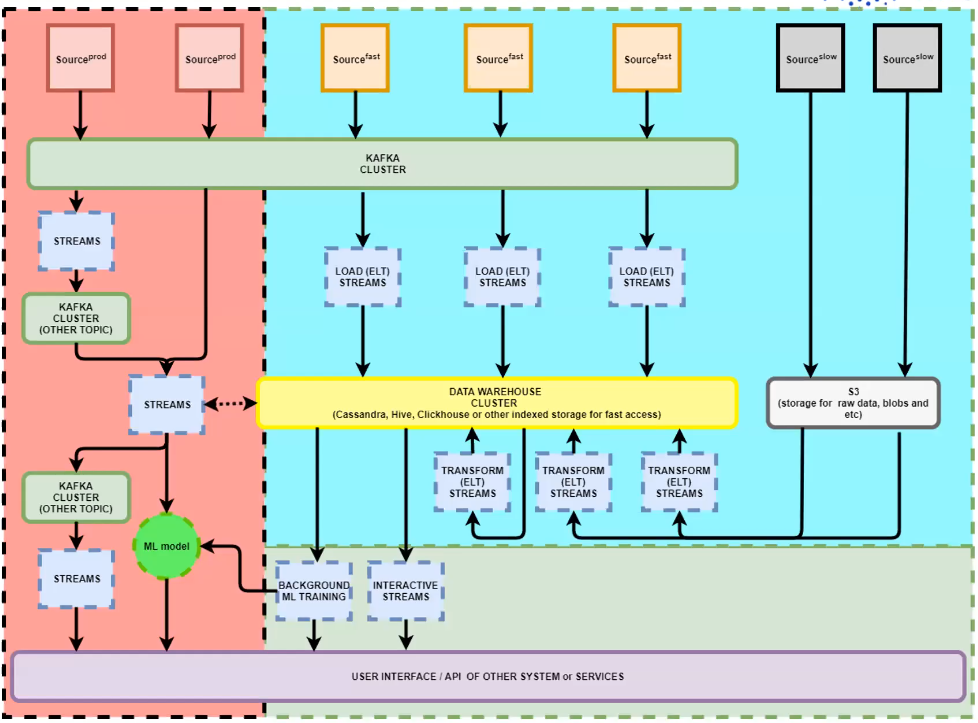 Source^prod
Source^prod
Source^fast
Source^fast
Source^fast
Source^slow
Source^slow
KAFKA
CLUSTER
STREAMS
LOAD (ELT)
STREAMS
LOAD (ELT)
STREAMS
LOAD (ELT)
STREAMS
KAFKA
CLUSTER
(OTHER TOPIC)
STREAMS
DATA WAREHOUSE
CLUSTER
(Cassandra, Hive, Clickhouse or other indexed storage for fast access)
S3
(storage for raw data, blobs and
etc)
KAFKA
CLUSTER
(OTHER TOPIC)
TRANSFORM
(ELT)
STREAMS
TRANSFORM
(ELT)
STREAMS
TRANSFORM
(ELT)
STREAMS
ML model
STREAMS
BACKGROUND
ML TRAINING
INTERACTIVE
STREAMS
USER INTERFACE / API OF OTHER SYSTEM or SERVICES